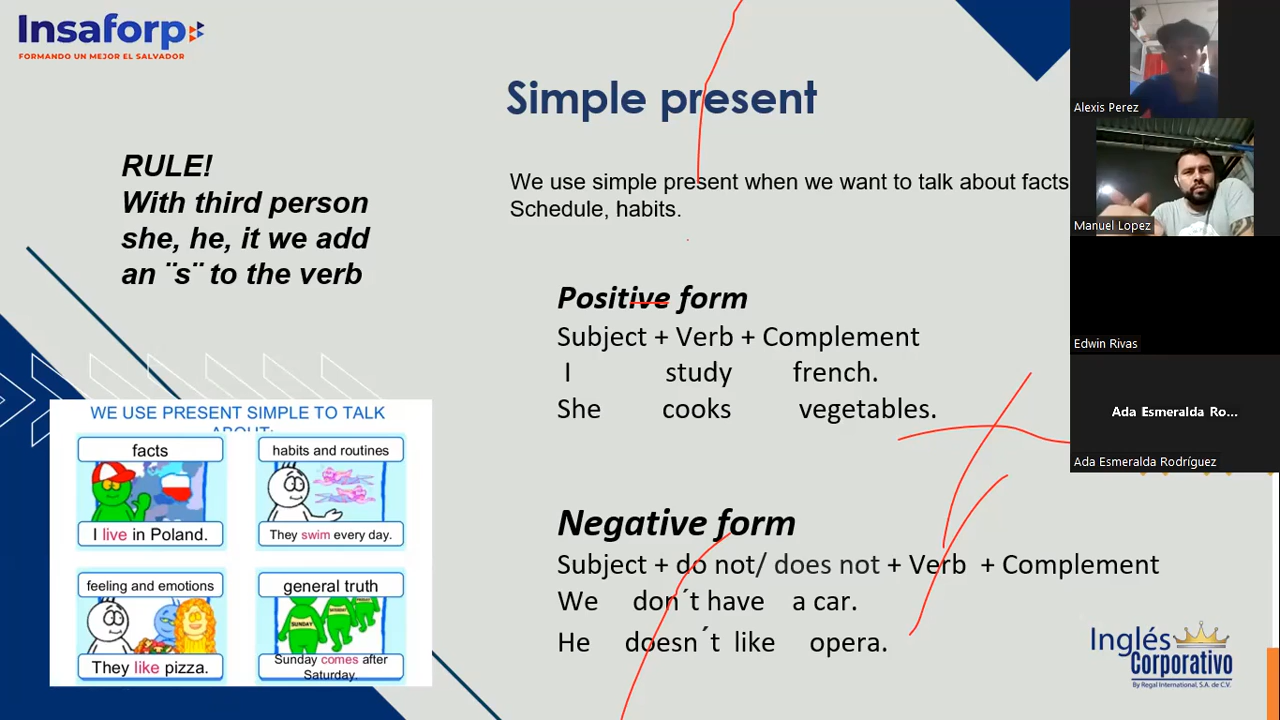 Insaforp
FORMANDO UN MEJOR EL SALVADOR
Simple present
RULE!
With third person
she, he, it we add
an ¨s¨ to the verb
We use simple present when we want to talk about facts
Schedule, habits.
Positive form
Subject + Verb + Complement
I study french.
She cooks vegetables.
Negative form
Subject + do not/ does not + Verb + Complement
We don´t have a car.
He doesn´t like opera.
WE USE PRESENT SIMPLE TO TALK
ABOUT:
facts
I live in Poland.
habits and routines
They swim every day.
feeling and emotions
They like pizza.
general truth
SUNDAY
Sunday comes after
Saturday.
Inglés
Corporativo
By Regal International, S.A. de C.V.
Alexis Perez
Manuel Lopez
Edwin Rivas
Ada Esmeralda Ro...
Ada Esmeralda Rodríguez